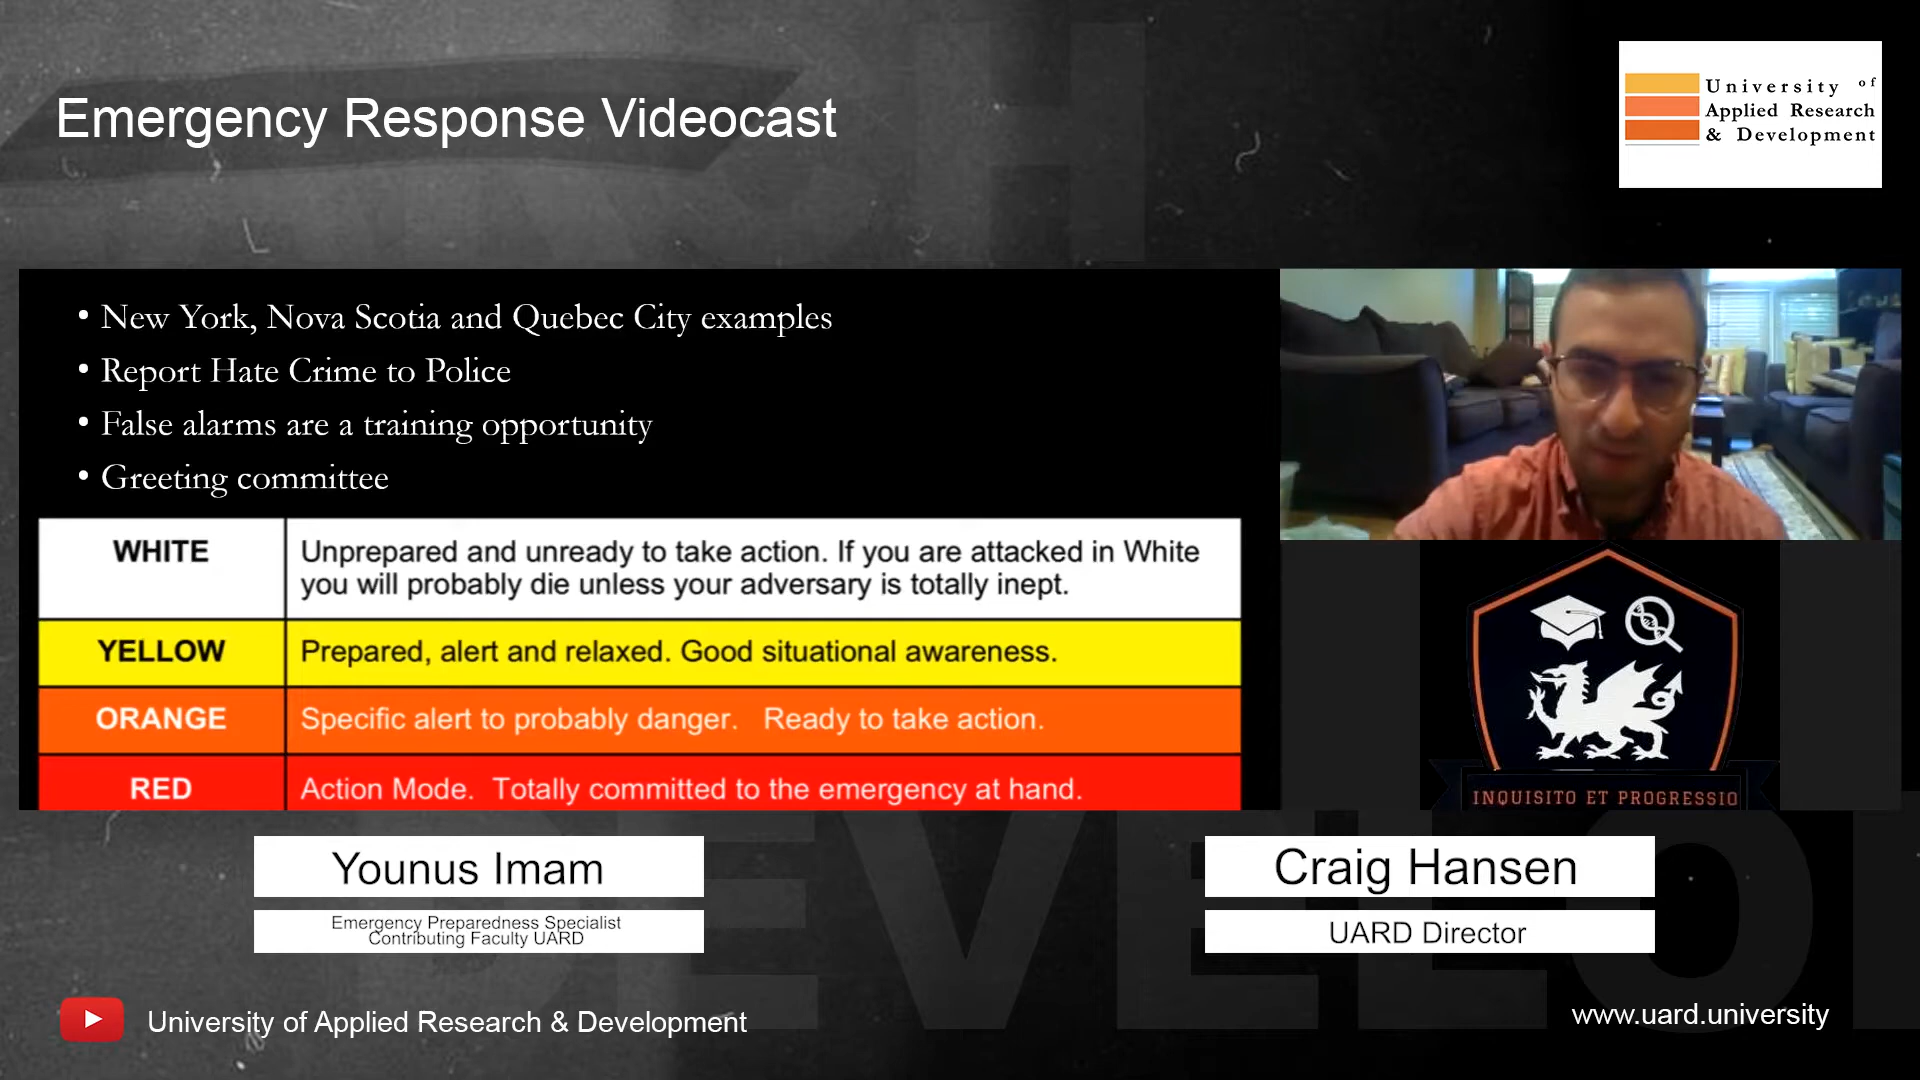 Emergency Response Videocast
University of
Applied Research
& Development
• New York, Nova Scotia and Quebec City examples
• Report Hate Crime to Police
• False alarms are a training opportunity
• Greeting committee
WHITE
Unprepared and unready to take action. If you are attacked in White
you will probably die unless your adversary is totally inept.
YELLOW
Prepared, alert and relaxed. Good situational awareness.
ORANGE
Specific alert to probably danger. Ready to take action.
RED
Action Mode. Totally committed to the emergency at hand.
INQUISITO ET PROGRESSIO
Younus Imam
Emergency Preparedness Specialist
Contributing Faculty UARD
Craig Hansen
UARD Director
University of Applied Research & Development
www.uard.university